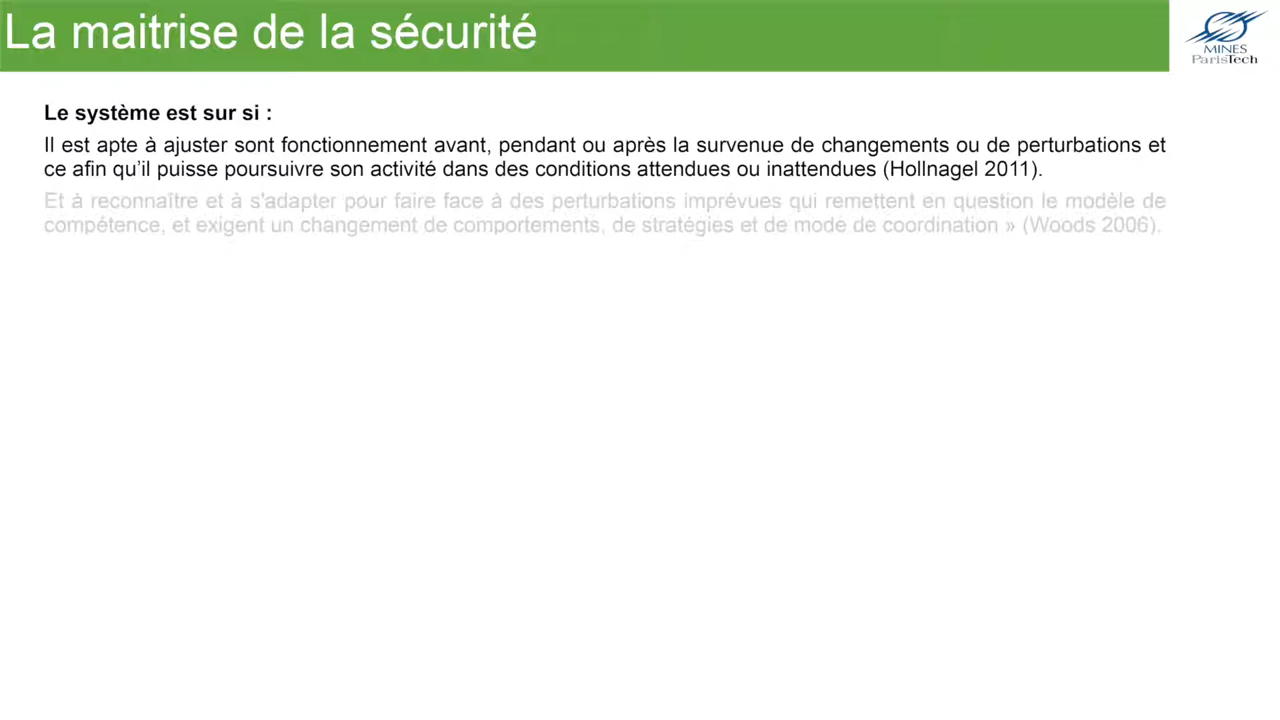 La maitrise de la sécurité
MINES
ParisTech
Le système est sur si :
Il est apte à ajuster sont fonctionnement avant, pendant ou après la survenue de changements ou de perturbations et
ce afin qu’il puisse poursuivre son activité dans des conditions attendues ou inattendues (Hollnagel 2011).
Et à reconnaître et à s'adapter pour faire face à des perturbations imprévues qui remettent en question le modèle de
compétence, et exigent un changement de comportements, de stratégies et de mode de coordination » (Woods 2006).